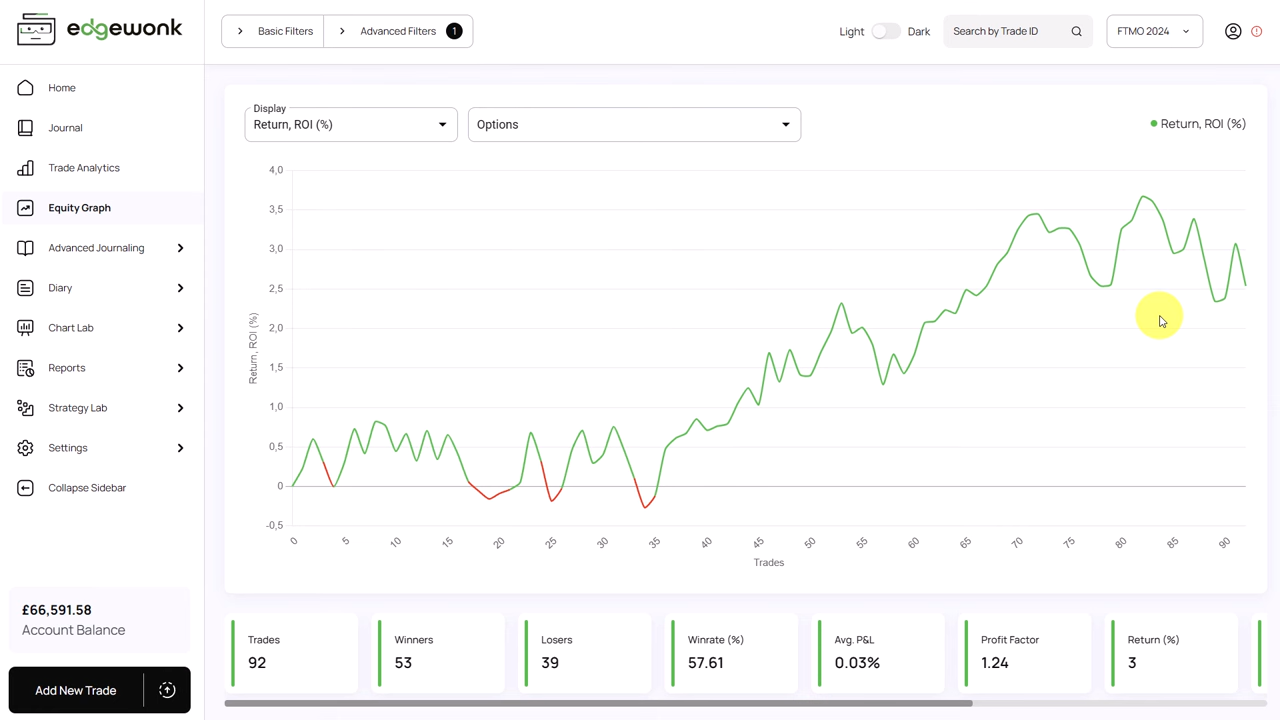 edgewonk
Basic Filters
Advanced Filters 1
Light Dark
Search by Trade ID
FTMO 2024
Home
Journal
Trade Analytics
Equity Graph
Advanced Journaling
Diary
Chart Lab
Reports
Strategy Lab
Settings
Collapse Sidebar
£66,591.58
Account Balance
Add New Trade
Display
Return, ROI (%)
Options
Return, ROI (%)
4,0
3,5
3,0
2,5
2,0
1,5
1,0
0,5
0
-0,5
Return, ROI (%)
0 5 10 15 20 25 30 35 40 45 50 55 60 65 70 75 80 85 90
Trades
Trades
92
Winners
53
Losers
39
Winrate (%)
57.61
Avg. P&L
0.03%
Profit Factor
1.24
Return (%)
3